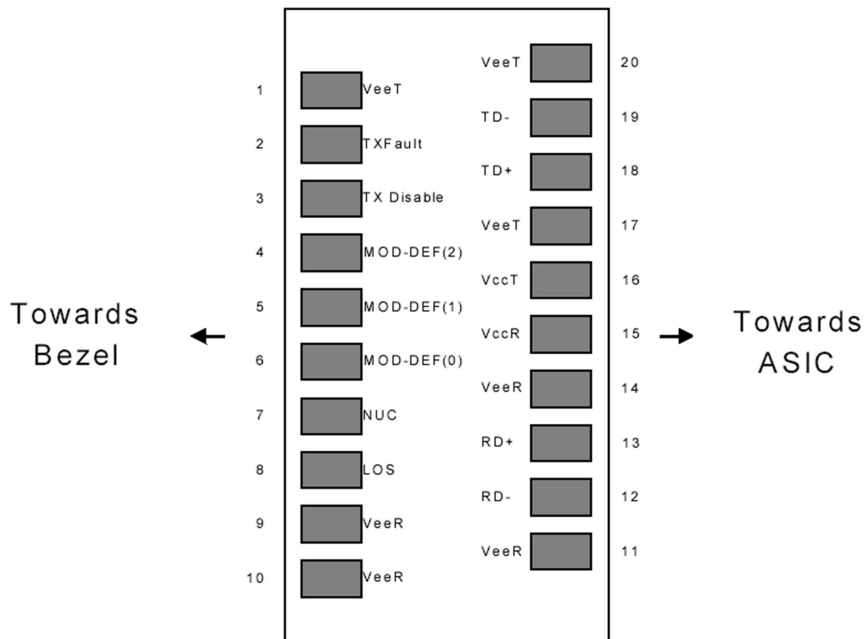 1 VeeT
2 TXFault
3 TX Disable
4 MOD-DEF(2)
5 MOD-DEF(1)
6 MOD-DEF(0)
7 NUC
8 LOS
9 VeeR
10 VeeR
VeeT 20
TD- 19
TD+ 18
VeeT 17
VccT 16
VccR 15
VeeR 14
RD+ 13
RD- 12
VeeR 11
Towards
Bezel
Towards
ASIC